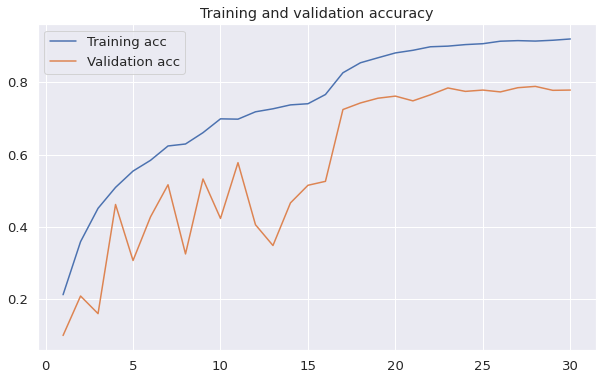 Training and validation accuracy
Training acc
Validation acc
0.8
0.6
0.4
0.2
0 5 10 15 20 25 30